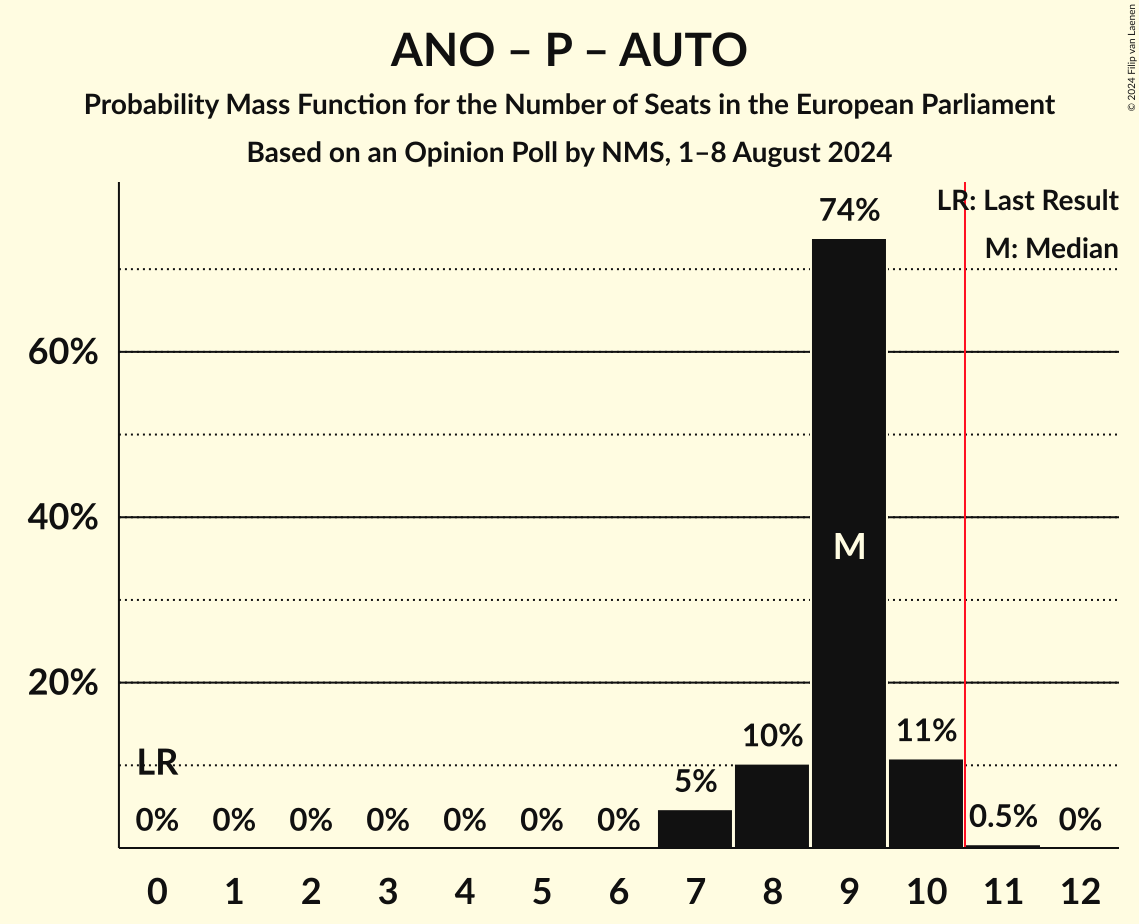 ANO – P – AUTO
Probability Mass Function for the Number of Seats in the European Parliament
Based on an Opinion Poll by NMS, 1–8 August 2024
© 2024 Filip van Laenen
LR: Last Result
M: Median
74%
60%
40%
M
20%
LR
0%
0%
0%
0%
0%
0%
0%
5%
10%
11%
0.5%
0%
0 1 2 3 4 5 6 7 8 9 10 11 12